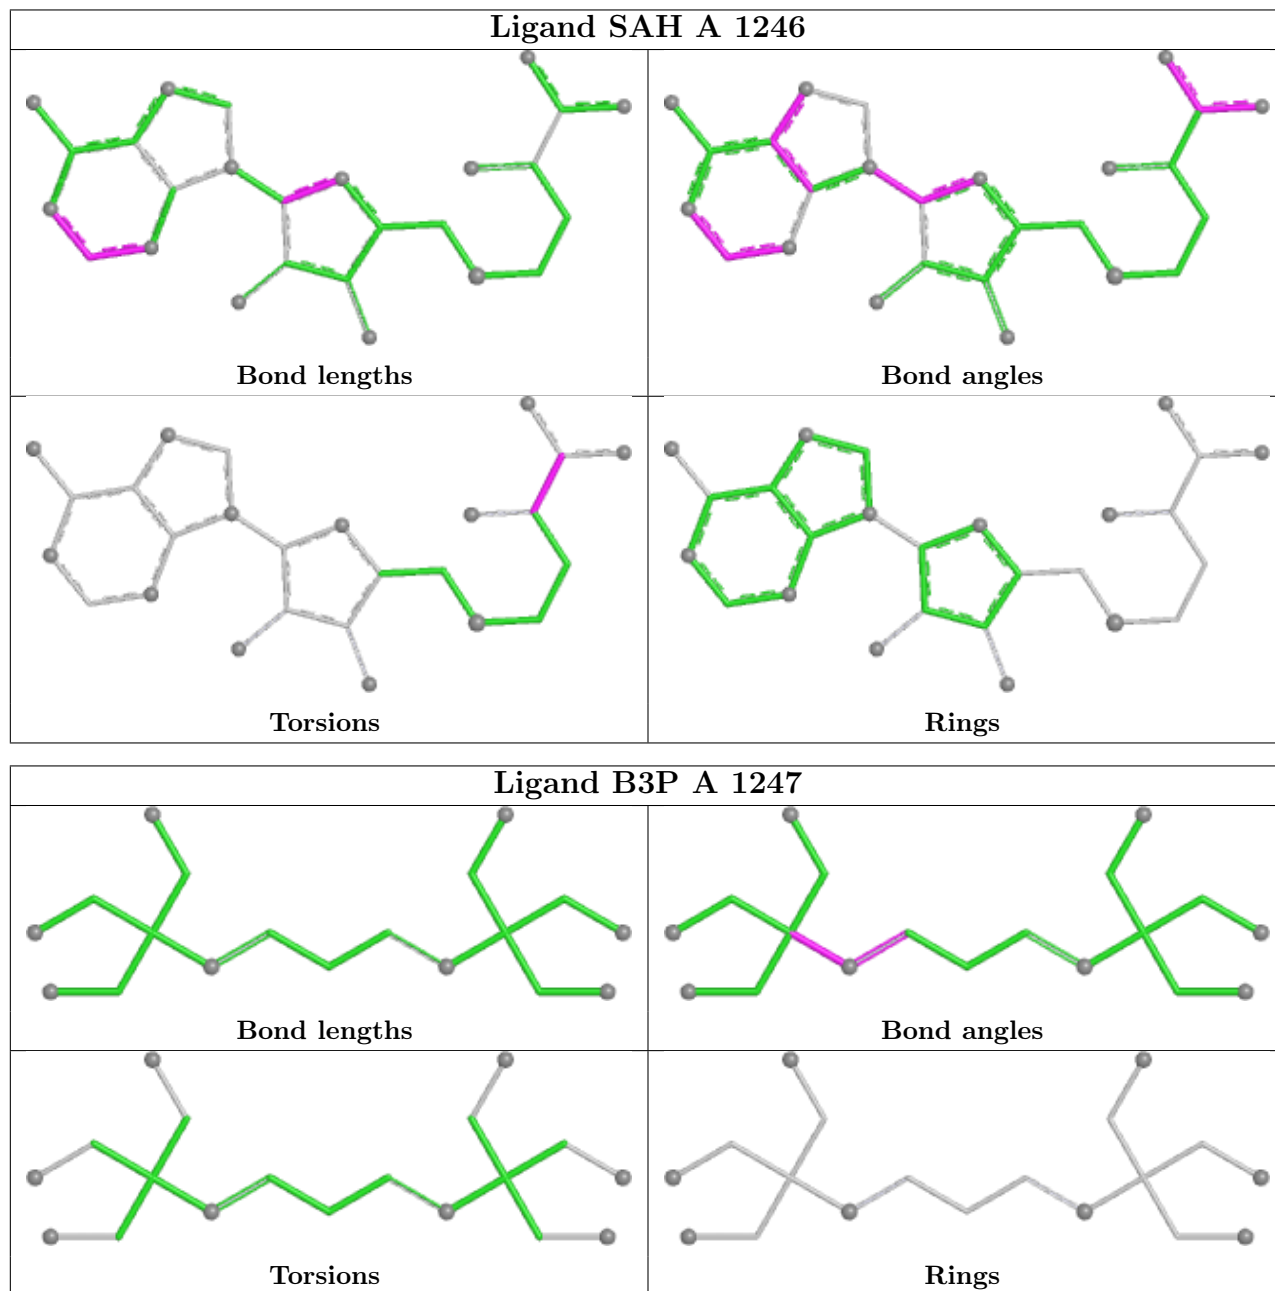 Ligand SAH A 1246
Bond lengths
Bond angles
Torsions
Rings
Ligand B3P A 1247
Bond lengths
Bond angles
Torsions
Rings